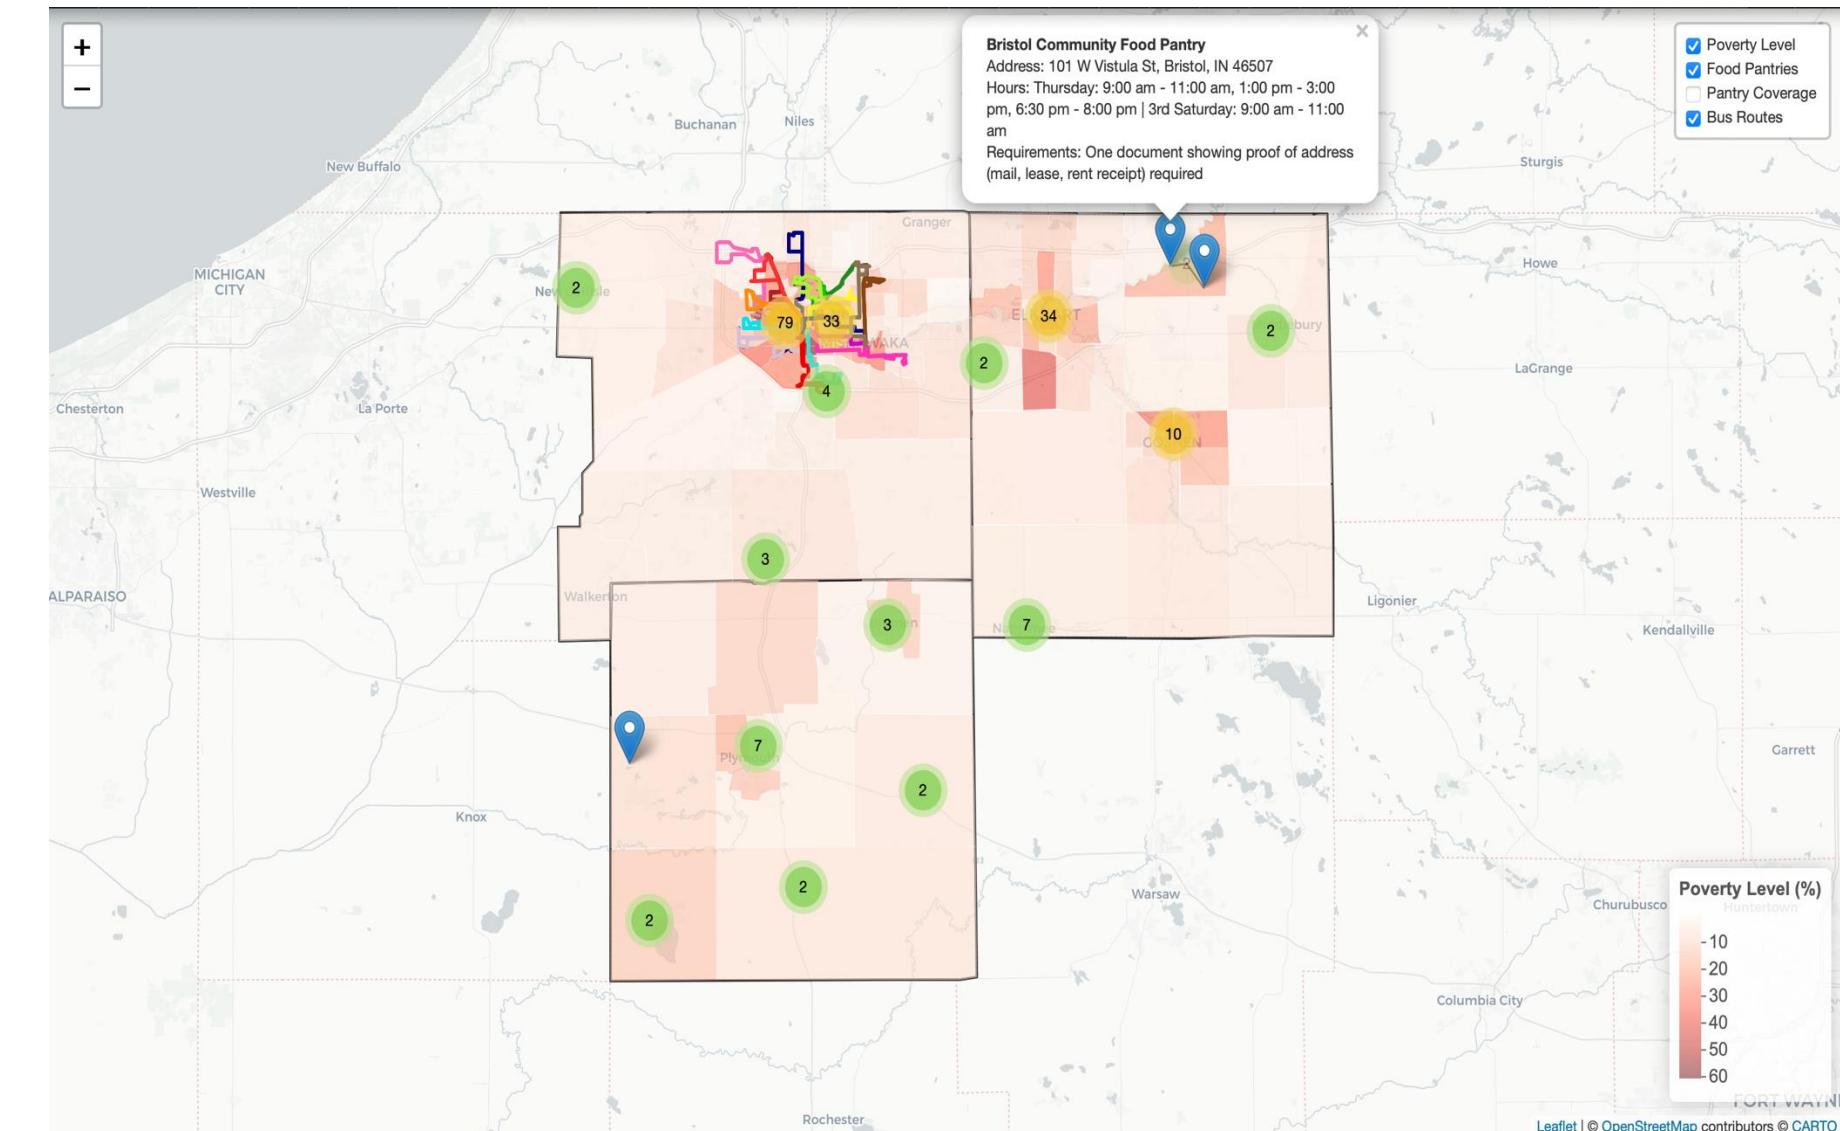 +
−
Bristol Community Food Pantry
×
Address: 101 W Vistula St, Bristol, IN 46507
Hours: Thursday: 9:00 am - 11:00 am, 1:00 pm - 3:00
pm, 6:30 pm - 8:00 pm | 3rd Saturday: 9:00 am - 11:00
am
Requirements: One document showing proof of address
(mail, lease, rent receipt) required
Poverty Level
Food Pantries
Pantry Coverage
Bus Routes
Buchanan
Niles
New Buffalo
Sturgis
Granger
MICHIGAN
CITY
Howe
2
2
79
33
34
2
2
LaGrange
4
Chesterton
La Porte
10
Westville
3
Walkerton
ALPARAISO
Ligonier
3
7
Kendallville
7
Garrett
2
Knox
2
2
Warsaw
Churubusco
Huntertown
Columbia City
Rochester
Poverty Level (%)
10
20
30
40
50
60
FORT WAYN
Leaflet | © OpenStreetMap contributors © CARTO